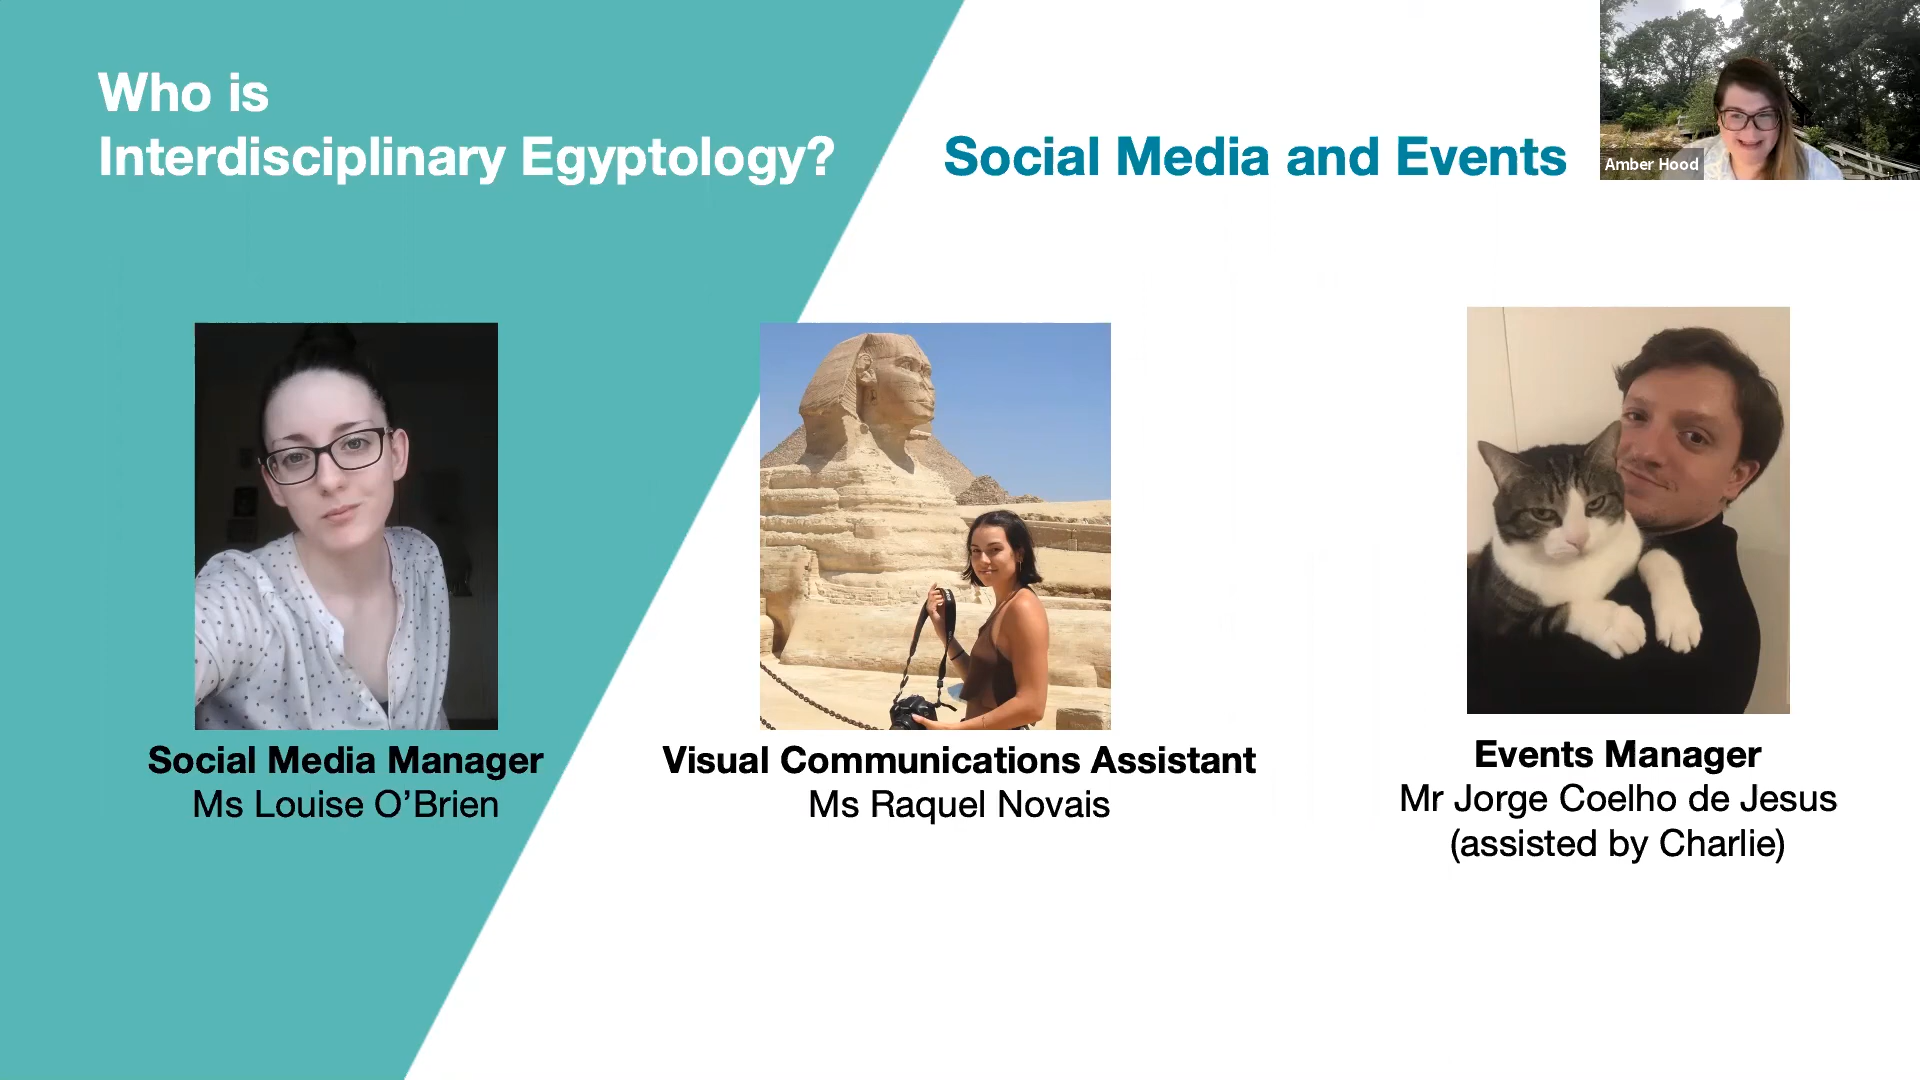 Who is
Interdisciplinary Egyptology?
Social Media and Events
Amber Hood
Social Media Manager
Ms Louise O’Brien
Visual Communications Assistant
Ms Raquel Novais
Events Manager
Mr Jorge Coelho de Jesus
(assisted by Charlie)